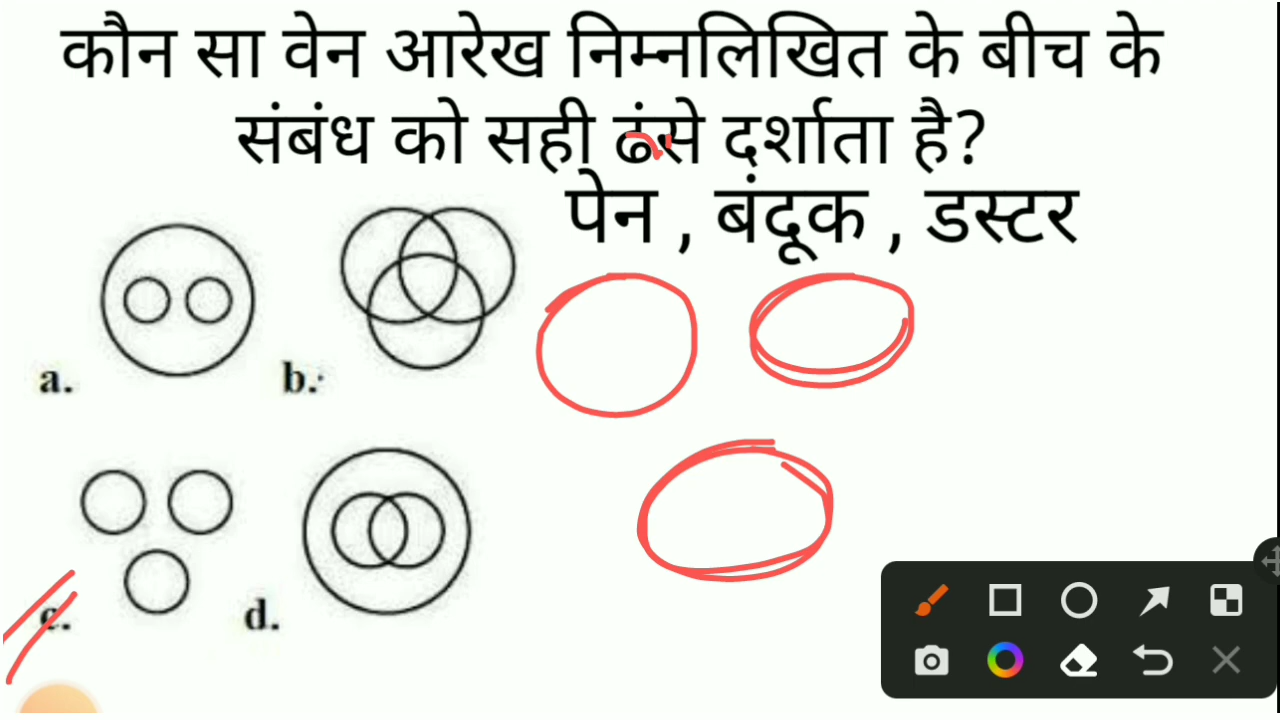 कौन सा वेन आरेख निम्नलिखित के बीच के
संबंध को सही ढंसे दर्शाता है?
पेन , बंदूक , डस्टर
a.
b.
c.
d.